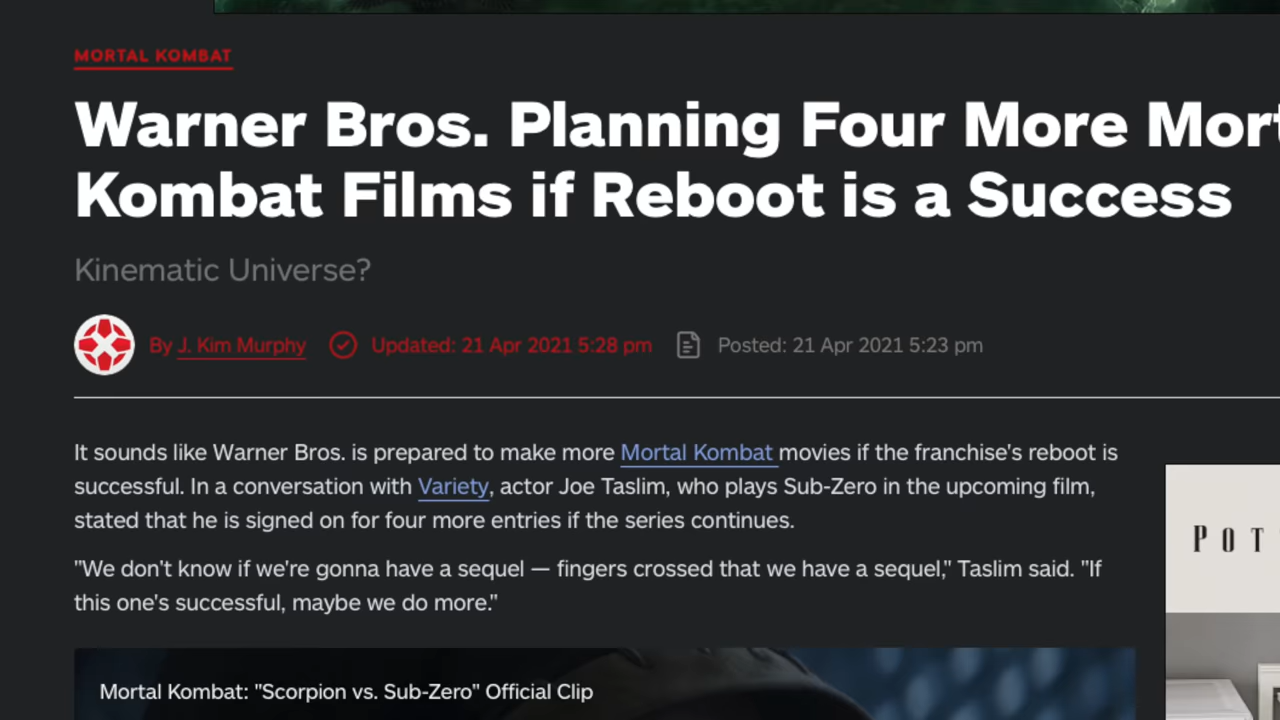 MORTAL KOMBAT
Warner Bros. Planning Four More Mort
Kombat Films if Reboot is a Success
Kinematic Universe?
By J. Kim Murphy Updated: 21 Apr 2021 5:28 pm Posted: 21 Apr 2021 5:23 pm
It sounds like Warner Bros. is prepared to make more Mortal Kombat movies if the franchise's reboot is
successful. In a conversation with Variety, actor Joe Taslim, who plays Sub-Zero in the upcoming film,
stated that he is signed on for four more entries if the series continues.
"We don't know if we're gonna have a sequel — fingers crossed that we have a sequel," Taslim said. "If
this one's successful, maybe we do more."
POT
Mortal Kombat: "Scorpion vs. Sub-Zero" Official Clip